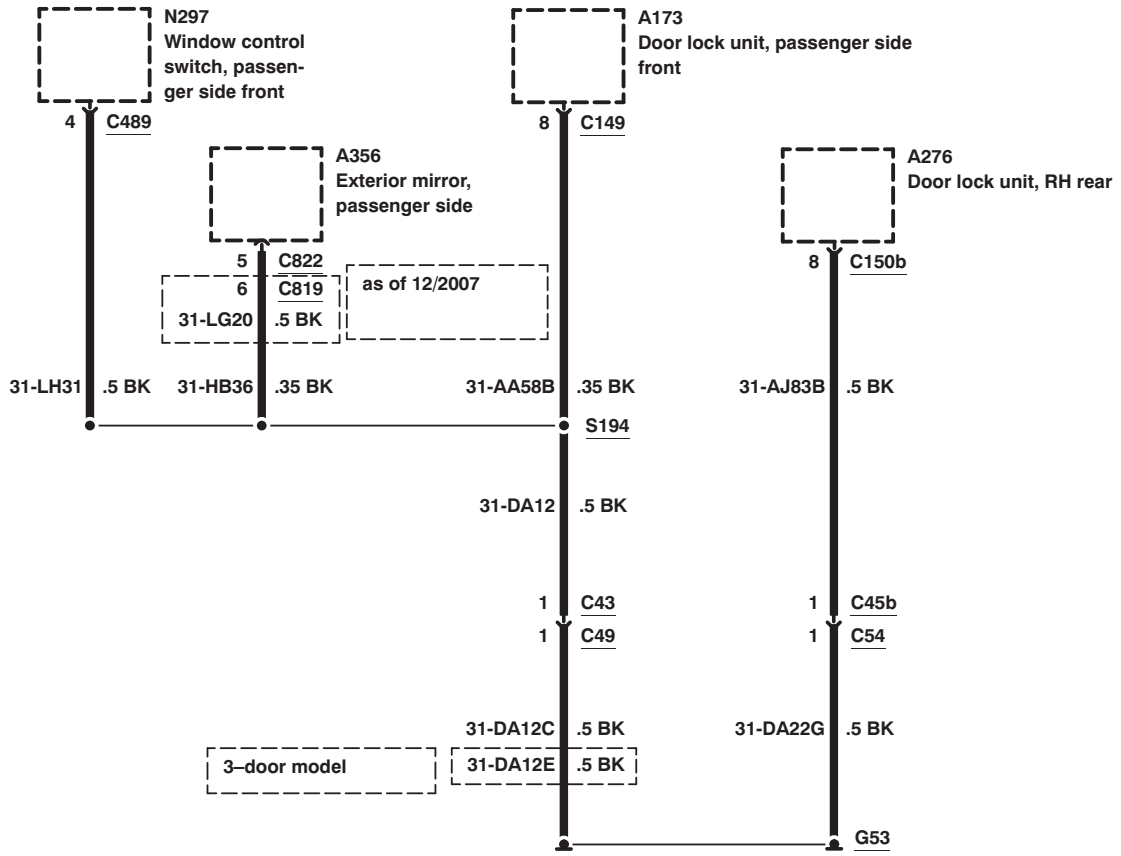 N297
Window control
switch, passen-
ger side front
A173
Door lock unit, passenger side
front
4 C489
8 C149
A356
Exterior mirror,
passenger side
A276
Door lock unit, RH rear
5 C822
6 C819
31-LG20 .5 BK
as of 12/2007
8 C150b
31-LH31 .5 BK
31-HB36 .35 BK
31-AA58B .35 BK
31-AJ83B .5 BK
S194
31-DA12 .5 BK
1 C43
1 C49
1 C45b
1 C54
31-DA12C .5 BK
31-DA22G .5 BK
3–door model
31-DA12E .5 BK
G53